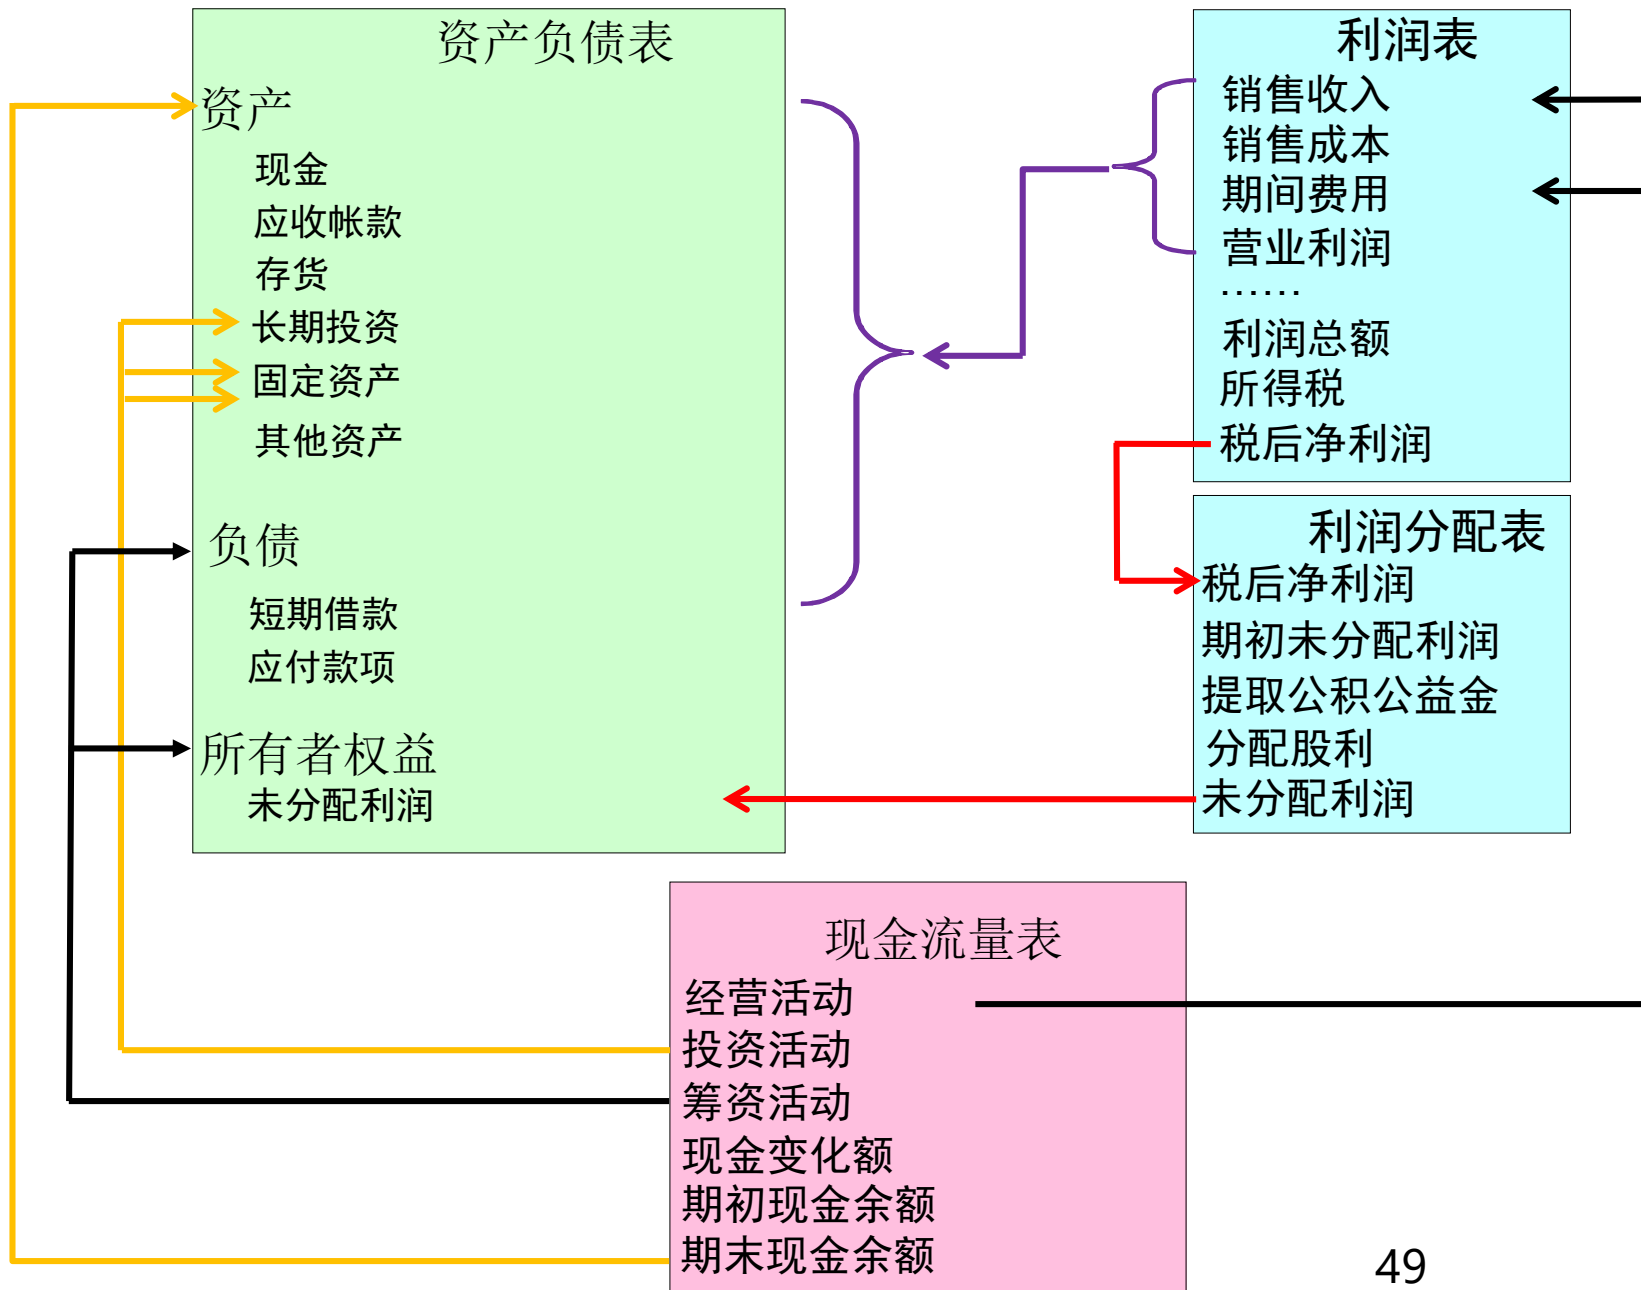 资产负债表
资产
现金
应收帐款
存货
长期投资
固定资产
其他资产
负债
短期借款
应付款项
所有者权益
未分配利润
利润表
销售收入
销售成本
期间费用
营业利润
……
利润总额
所得税
税后净利润
利润分配表
税后净利润
期初未分配利润
提取公积公益金
分配股利
未分配利润
现金流量表
经营活动
投资活动
筹资活动
现金变化额
期初现金余额
期末现金余额
49